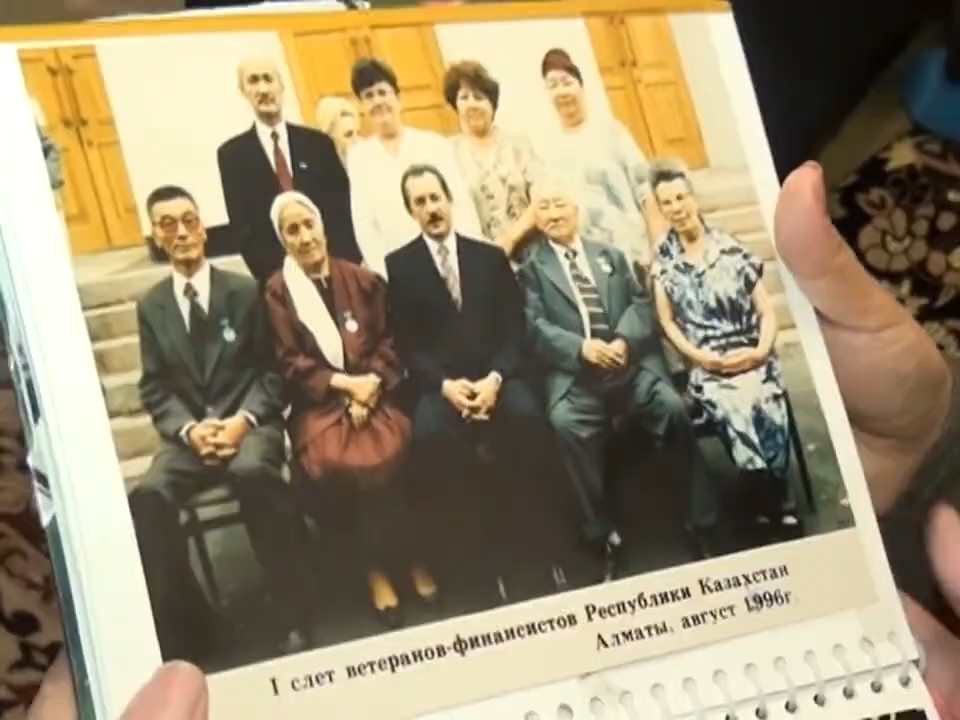 I слет ветеранов-финансистов Республики Казахстан
Алматы, август 1996г.